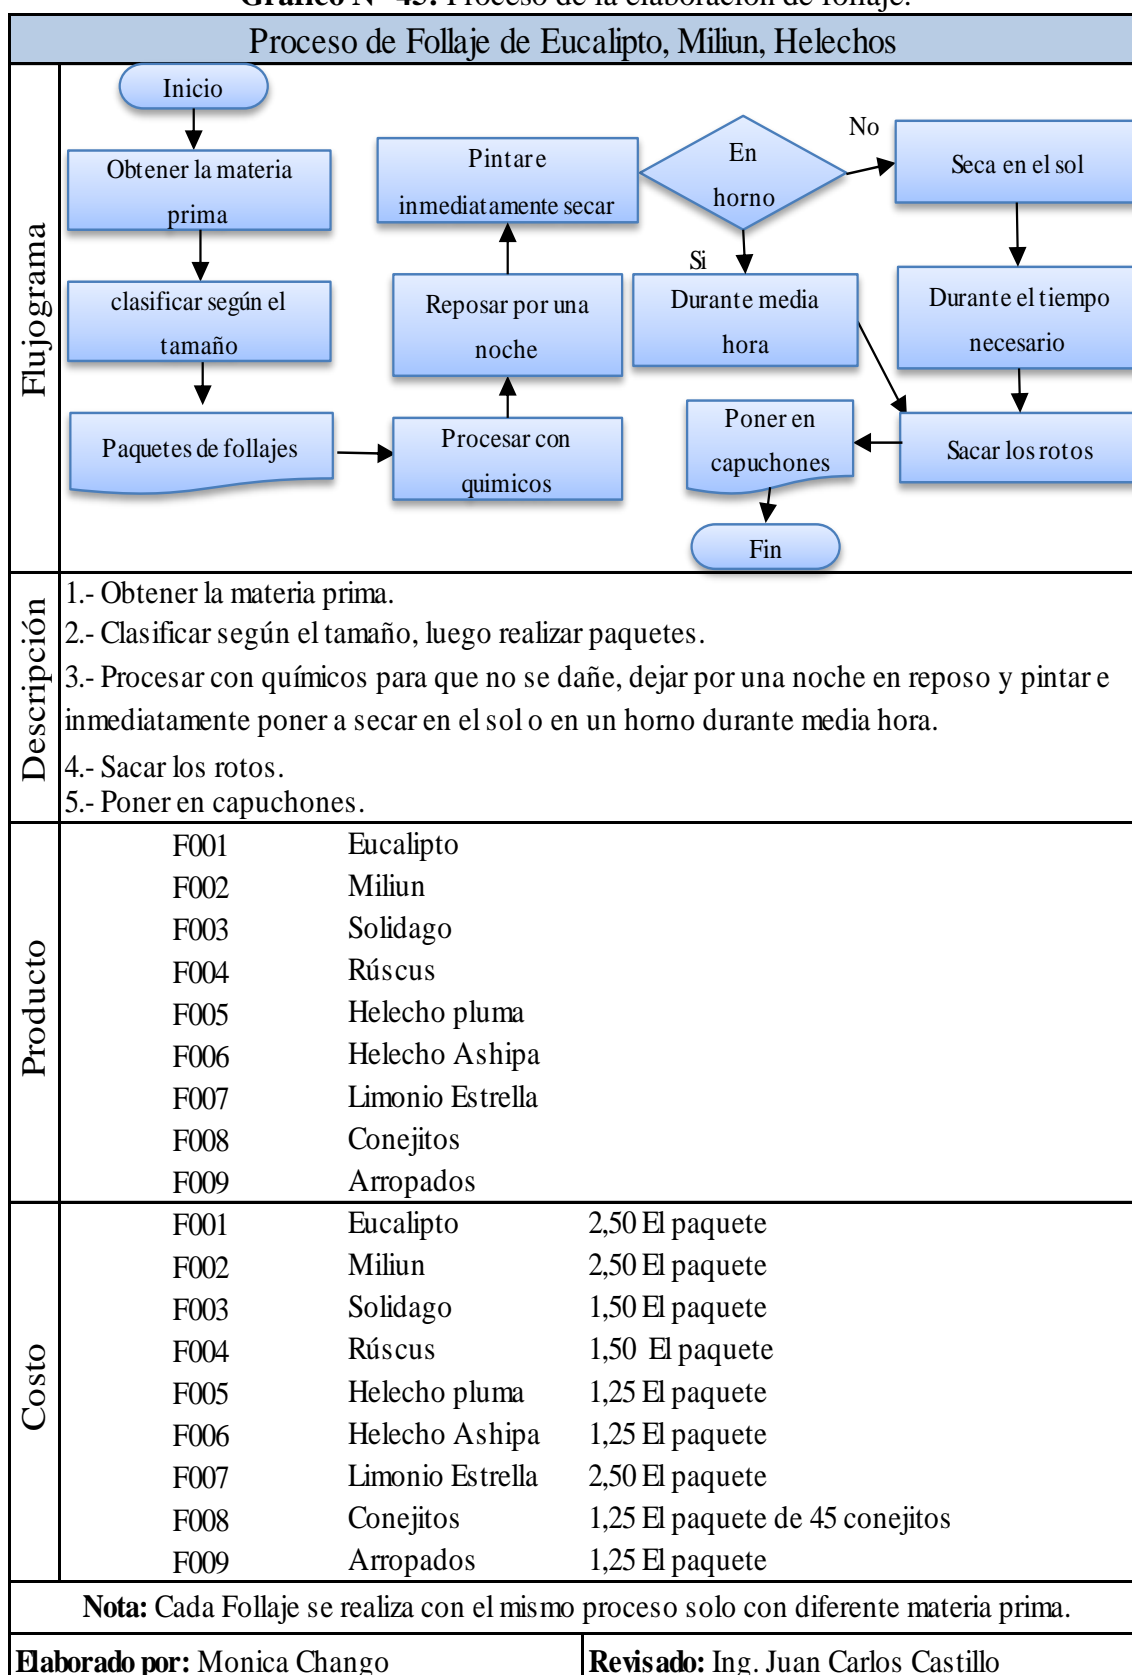 Gráfico N° 45: Proceso de la elaboración de follaje.
Proceso de Follaje de Eucalipto, Miliun, Helechos
Flujograma
Inicio
Obtener la materia
prima
clasificar según el
tamaño
Paquetes de follajes
Procesar con
quimicos
Reposar por una
noche
Pintar e
inmediatamente secar
En
horno
No
Si
Seca en el sol
Durante el tiempo
necesario
Durante media
hora
Sacar los rotos
Poner en
capuchones
Fin
Descripción
1.- Obtener la materia prima.
2.- Clasificar según el tamaño, luego realizar paquetes.
3.- Procesar con químicos para que no se dañe, dejar por una noche en reposo y pintar e
inmediatamente poner a secar en el sol o en un horno durante media hora.
4.- Sacar los rotos.
5.- Poner en capuchones.
Producto
F001 Eucalipto
F002 Miliun
F003 Solidago
F004 Rúscus
F005 Helecho pluma
F006 Helecho Ashipa
F007 Limonio Estrella
F008 Conejitos
F009 Arropados
Costo
F001 Eucalipto 2,50 El paquete
F002 Miliun 2,50 El paquete
F003 Solidago 1,50 El paquete
F004 Rúscus 1,50 El paquete
F005 Helecho pluma 1,25 El paquete
F006 Helecho Ashipa 1,25 El paquete
F007 Limonio Estrella 2,50 El paquete
F008 Conejitos 1,25 El paquete de 45 conejitos
F009 Arropados 1,25 El paquete
Nota: Cada Follaje se realiza con el mismo proceso solo con diferente materia prima.
Elaborado por: Monica Chango
Revisado: Ing. Juan Carlos Castillo